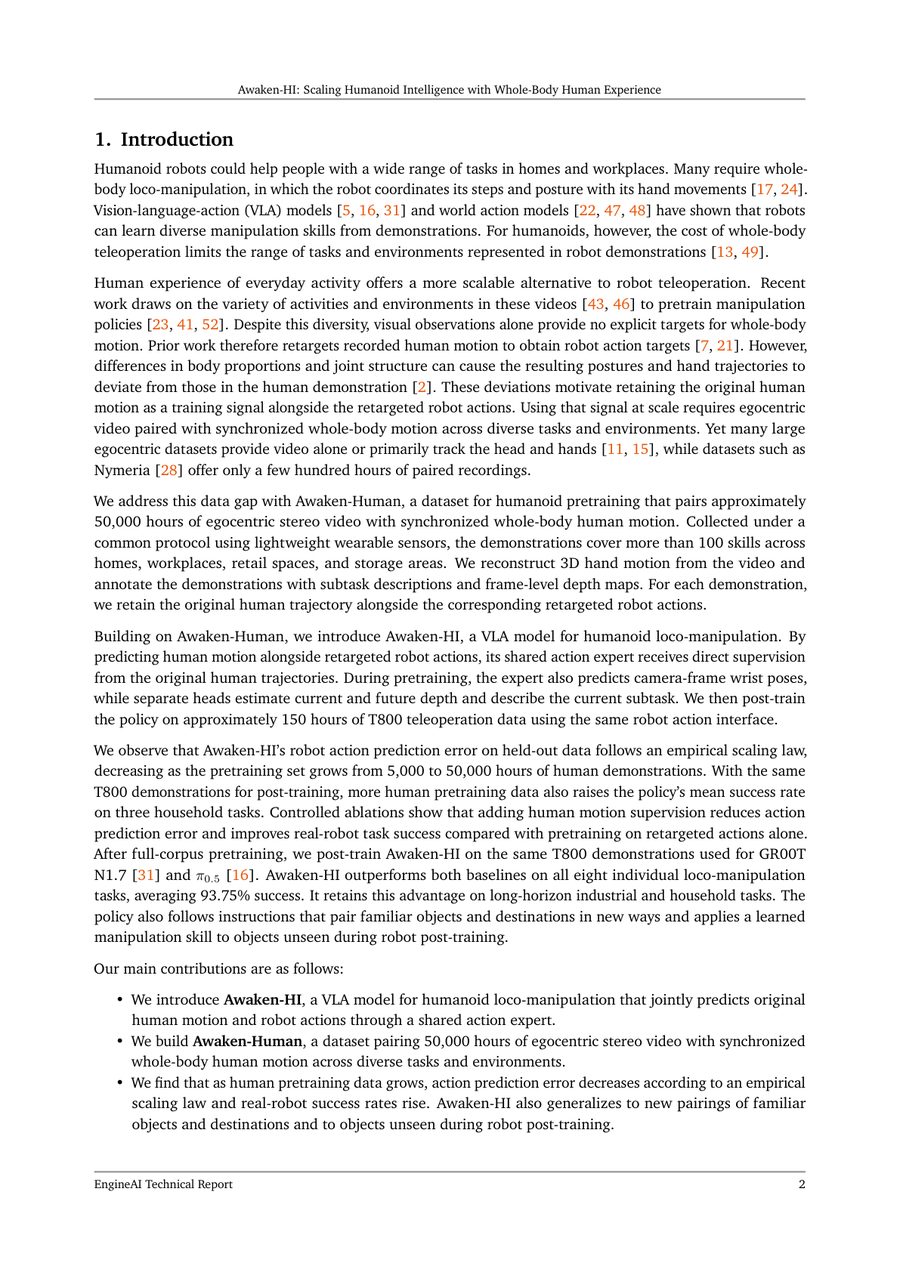 Awaken-HI: Scaling Humanoid Intelligence with Whole-Body Human Experience
1. Introduction
Humanoid robots could help people with a wide range of tasks in homes and workplaces. Many require whole-
body loco-manipulation, in which the robot coordinates its steps and posture with its hand movements [17, 24].
Vision-language-action (VLA) models [5, 16, 31] and world action models [22, 47, 48] have shown that robots
can learn diverse manipulation skills from demonstrations. For humanoids, however, the cost of whole-body
teleoperation limits the range of tasks and environments represented in robot demonstrations [13, 49].
Human experience of everyday activity offers a more scalable alternative to robot teleoperation. Recent
work draws on the variety of activities and environments in these videos [43, 46] to pretrain manipulation
policies [23, 41, 52]. Despite this diversity, visual observations alone provide no explicit targets for whole-body
motion. Prior work therefore retargets recorded human motion to obtain robot action targets [7, 21]. However,
differences in body proportions and joint structure can cause the resulting postures and hand trajectories to
deviate from those in the human demonstration [2]. These deviations motivate retaining the original human
motion as a training signal alongside the retargeted robot actions. Using that signal at scale requires egocentric
video paired with synchronized whole-body motion across diverse tasks and environments. Yet many large
egocentric datasets provide video alone or primarily track the head and hands [11, 15], while datasets such as
Nymeria [28] offer only a few hundred hours of paired recordings.
We address this data gap with Awaken-Human, a dataset for humanoid pretraining that pairs approximately
50,000 hours of egocentric stereo video with synchronized whole-body human motion. Collected under a
common protocol using lightweight wearable sensors, the demonstrations cover more than 100 skills across
homes, workplaces, retail spaces, and storage areas. We reconstruct 3D hand motion from the video and
annotate the demonstrations with subtask descriptions and frame-level depth maps. For each demonstration,
we retain the original human trajectory alongside the corresponding retargeted robot actions.
Building on Awaken-Human, we introduce Awaken-HI, a VLA model for humanoid loco-manipulation. By
predicting human motion alongside retargeted robot actions, its shared action expert receives direct supervision
from the original human trajectories. During pretraining, the expert also predicts camera-frame wrist poses,
while separate heads estimate current and future depth and describe the current subtask. We then post-train
the policy on approximately 150 hours of T800 teleoperation data using the same robot action interface.
We observe that Awaken-HI's robot action prediction error on held-out data follows an empirical scaling law,
decreasing as the pretraining set grows from 5,000 to 50,000 hours of human demonstrations. With the same
T800 demonstrations for post-training, more human pretraining data also raises the policy's mean success rate
on three household tasks. Controlled ablations show that adding human motion supervision reduces action
prediction error and improves real-robot task success compared with pretraining on retargeted actions alone.
After full-corpus pretraining, we post-train Awaken-HI on the same T800 demonstrations used for GR00T
N1.7 [31] and π0.5 [16]. Awaken-HI outperforms both baselines on all eight individual loco-manipulation
tasks, averaging 93.75% success. It retains this advantage on long-horizon industrial and household tasks. The
policy also follows instructions that pair familiar objects and destinations in new ways and applies a learned
manipulation skill to objects unseen during robot post-training.
Our main contributions are as follows:
• We introduce Awaken-HI, a VLA model for humanoid loco-manipulation that jointly predicts original
human motion and robot actions through a shared action expert.
• We build Awaken-Human, a dataset pairing 50,000 hours of egocentric stereo video with synchronized
whole-body human motion across diverse tasks and environments.
• We find that as human pretraining data grows, action prediction error decreases according to an empirical
scaling law and real-robot success rates rise. Awaken-HI also generalizes to new pairings of familiar
objects and destinations and to objects unseen during robot post-training.
EngineAI Technical Report
2